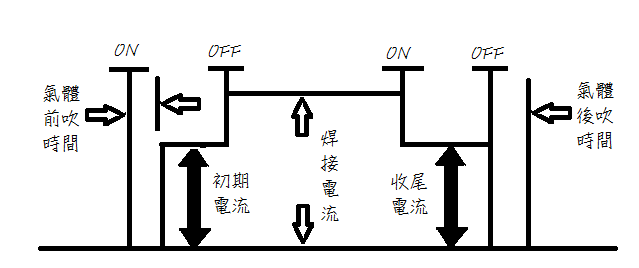 ON
OFF
ON
OFF
氣體
前吹
時間
初期
電流
焊
接
電
流
收尾
電流
氣體
後吹
時間